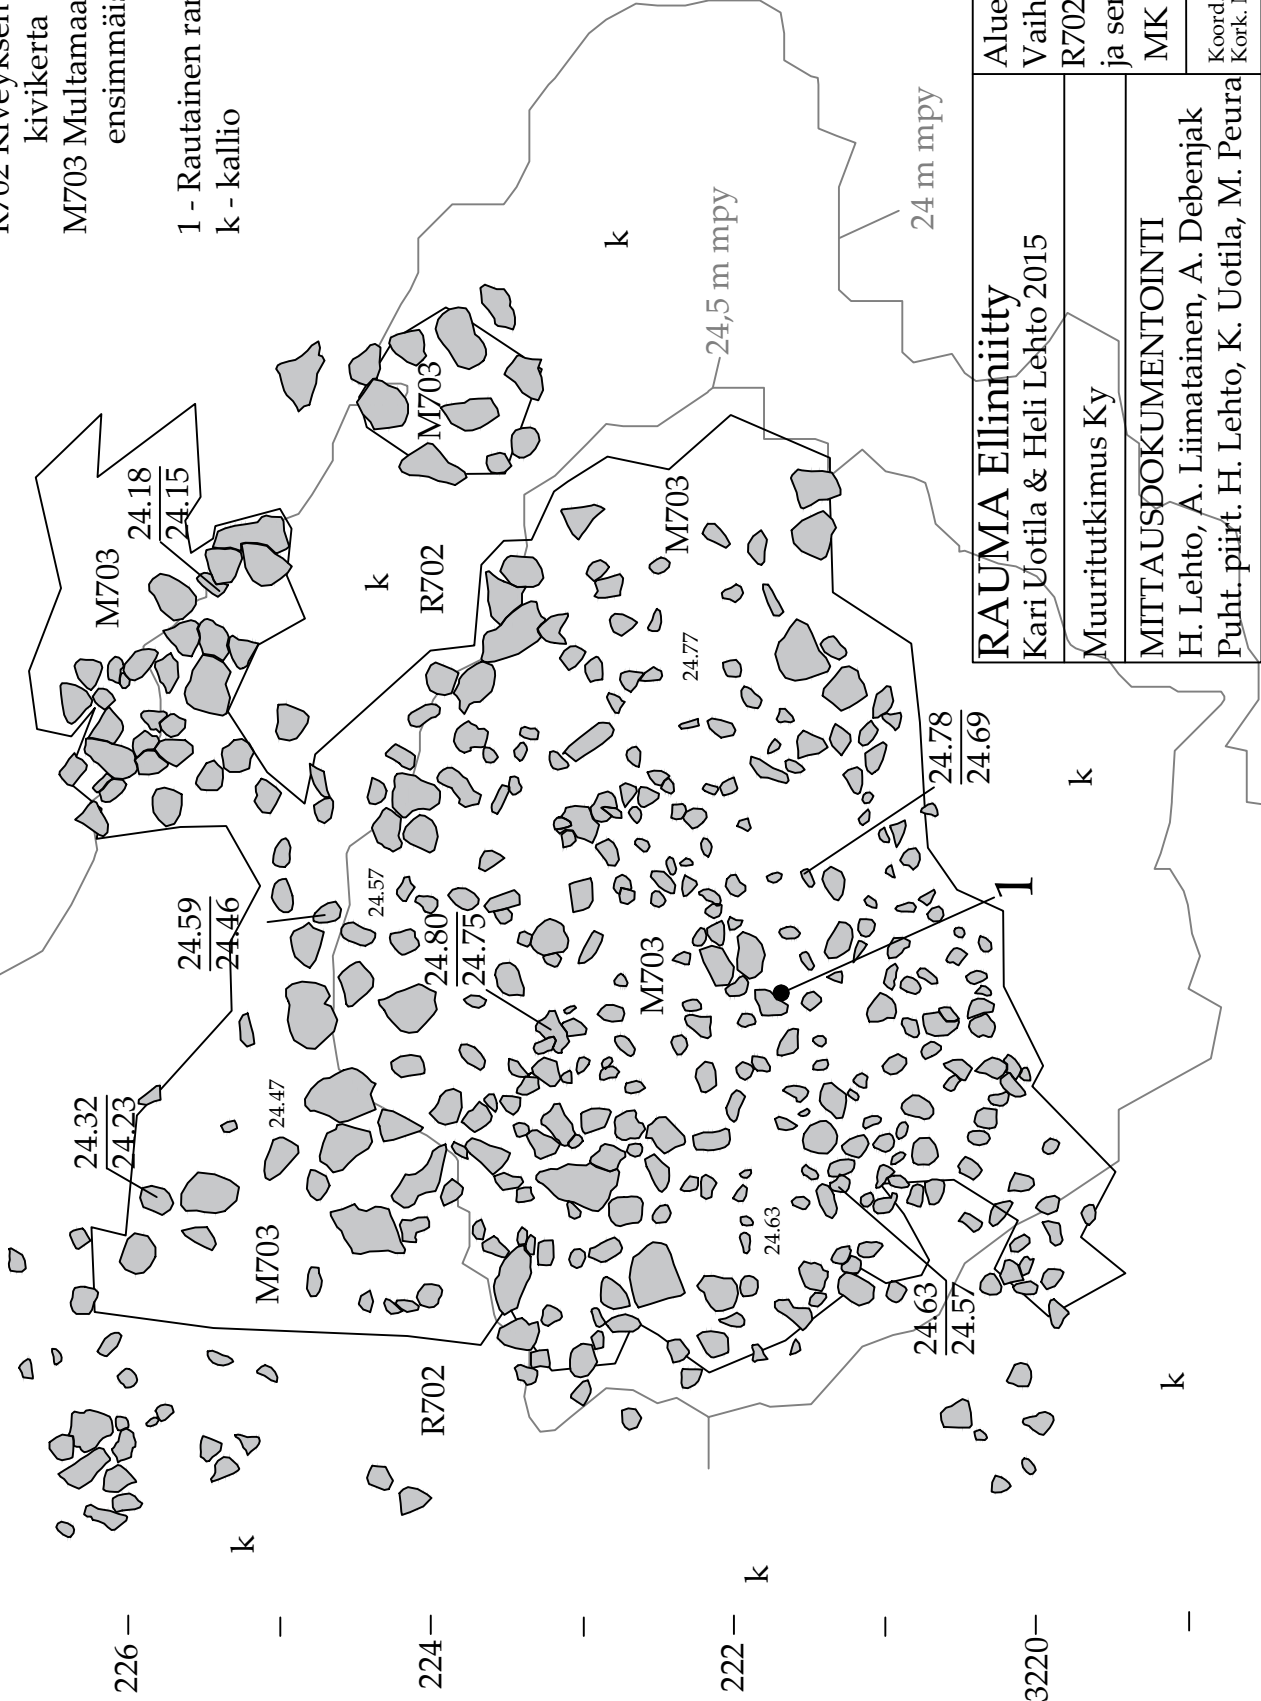 kivikerta
M703 Multamaa
ensimmäis
1 - Rautainen
k - kallio
24 m mpy
24,5 m mpy
k
M703
M703
24.18
24.15
M703
k
R702
M703
24.77
24.78
24.69
k
24.59
24.46
24.57
24.80
24.75
M703
1
24.32
24.23
24.47
M703
24.63
24.63
24.57
R702
k
k
k
226
224
222
3220
RAUMA Ellinniitty
Kari Uotila & Heli Lehto 2015
Muuritutkimus Ky
MITTAUSDOKUMENTOINTI
H. Lehto, A. Liimatainen, A. Debenjak
Puht. piirt. H. Lehto, K. Uotila, M. Peura
Alue
Vaih
R702
ja
MK
Koord.
Kork.